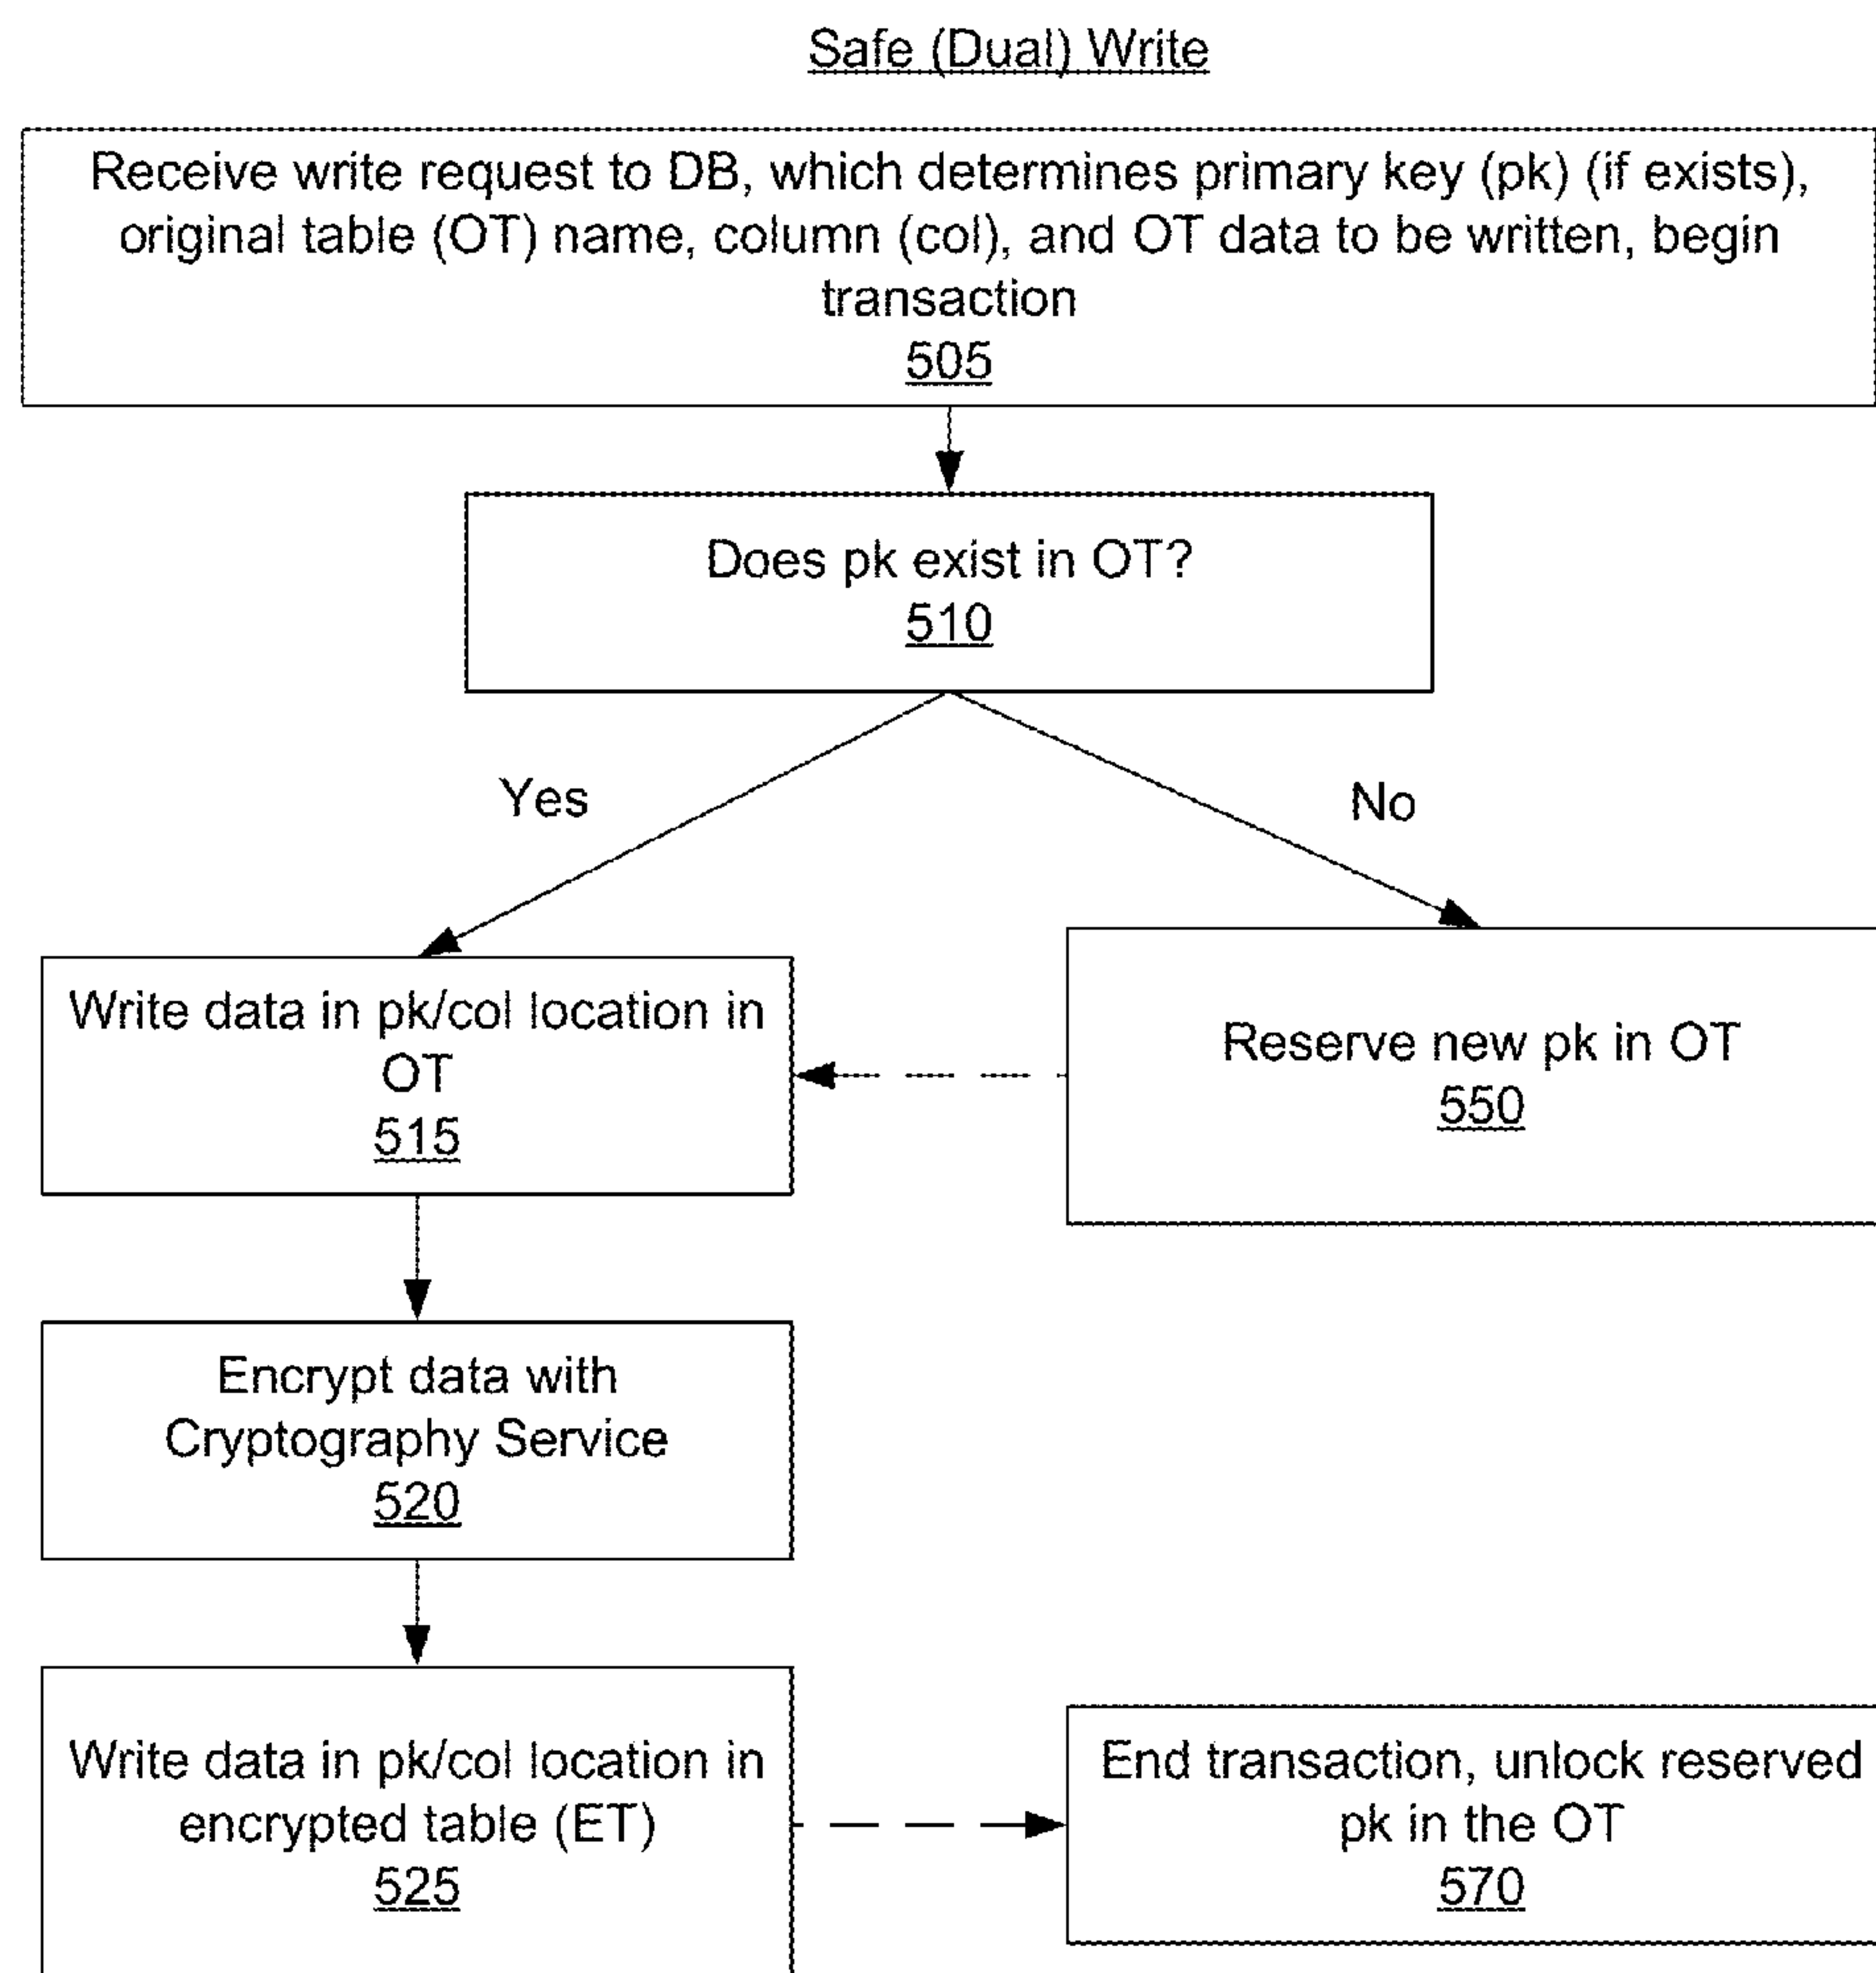 Safe (Dual) Write
Receive write request to DB, which determines primary key (pk) (if exists),
original table (OT) name, column (col), and OT data to be written, begin
transaction
505
Does pk exist in OT?
510
Yes
No
Write data in pk/col location in
OT
515
Reserve new pk in OT
550
Encrypt data with
Cryptography Service
520
Write data in pk/col location in
encrypted table (ET)
525
End transaction, unlock reserved
pk in the OT
570